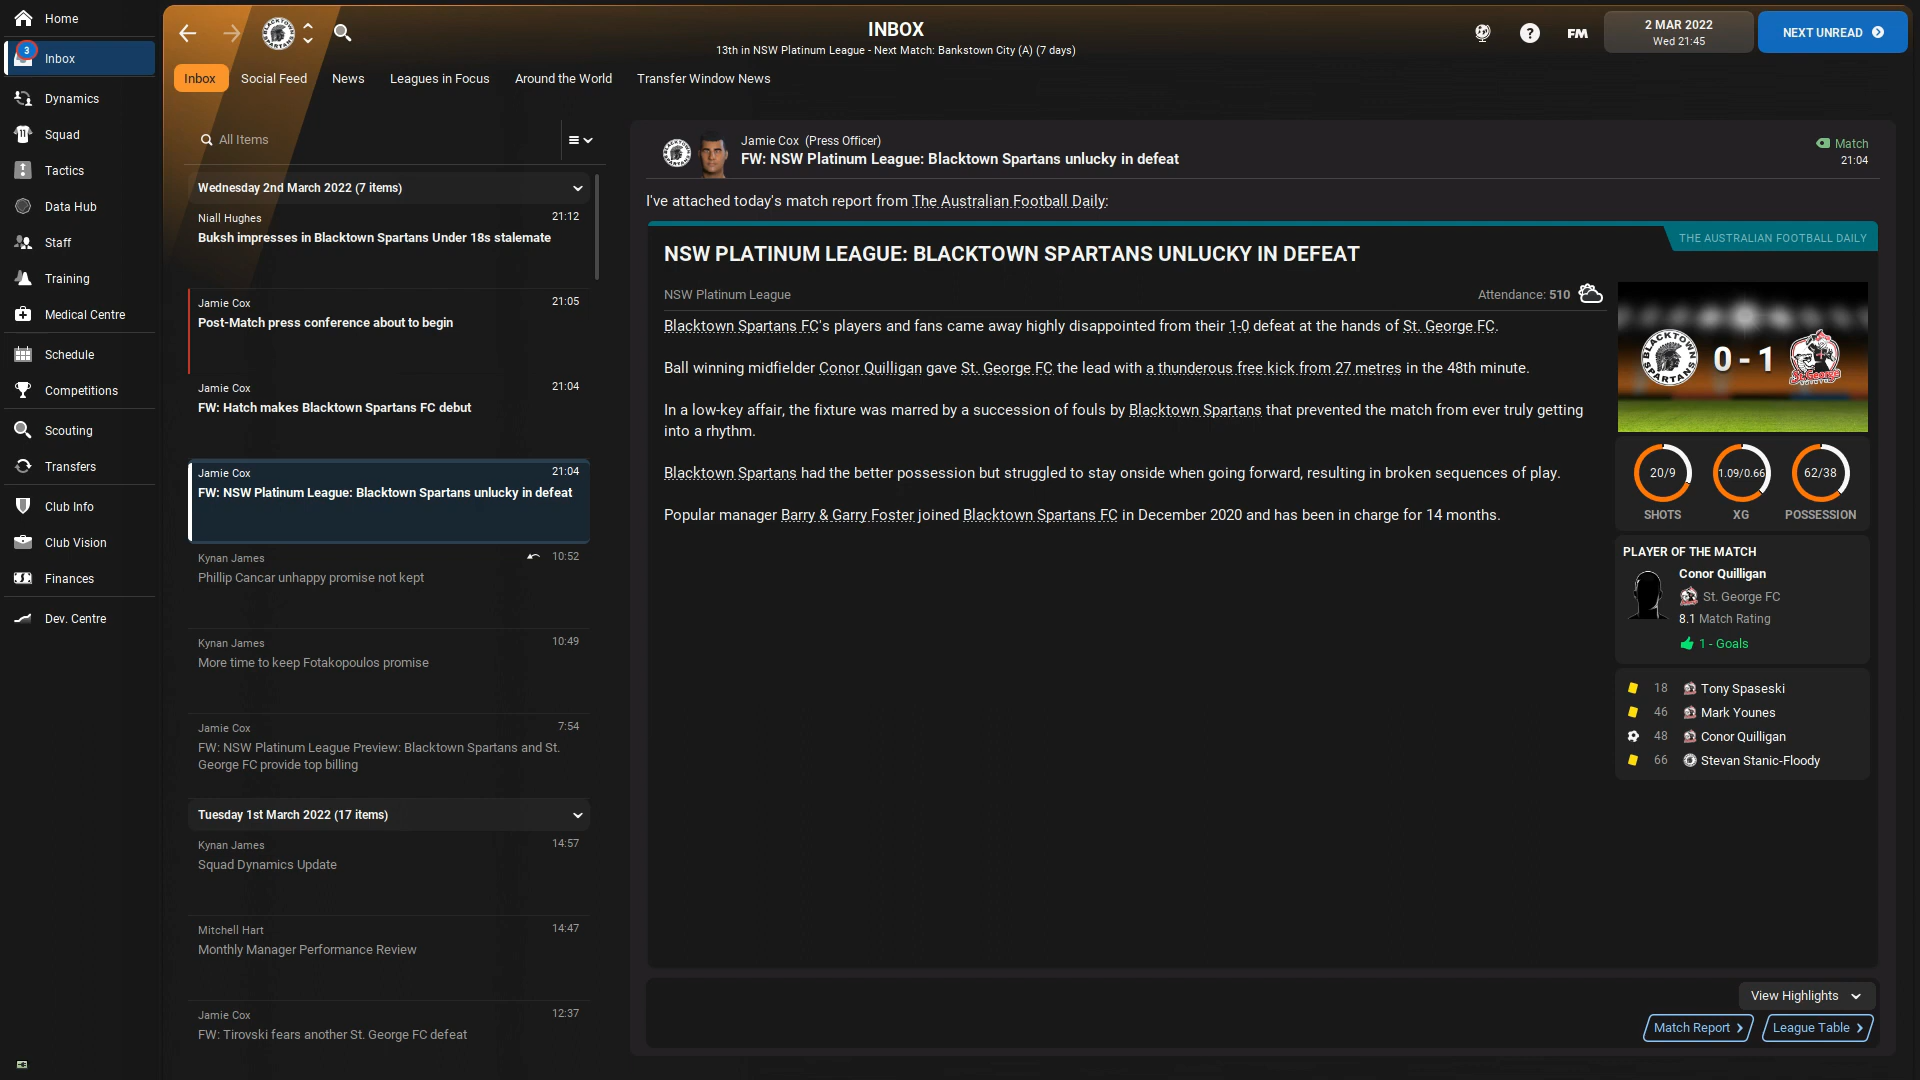 Home
3
Inbox
Dynamics
Squad
Tactics
Data Hub
Staff
Training
Medical Centre
Schedule
Competitions
Scouting
Transfers
Club Info
Club Vision
Finances
Dev. Centre
INBOX
13th in NSW Platinum League - Next Match: Bankstown City (A) (7 days)
FM
2 MAR 2022
Wed 21:45
NEXT UNREAD
Inbox
Social Feed
News
Leagues in Focus
Around the World
Transfer Window News
All Items
Wednesday 2nd March 2022 (7 items)
Niall Hughes 21:12
Buksh impresses in Blacktown Spartans Under 18s stalemate
Jamie Cox 21:05
Post-Match press conference about to begin
Jamie Cox 21:04
FW: Hatch makes Blacktown Spartans FC debut
Jamie Cox 21:04
FW: NSW Platinum League: Blacktown Spartans unlucky in defeat
Kynan James 10:52
Phillip Cancar unhappy promise not kept
Kynan James 10:49
More time to keep Fotakopoulos promise
Jamie Cox 7:54
FW: NSW Platinum League Preview: Blacktown Spartans and St.
George FC provide top billing
Tuesday 1st March 2022 (17 items)
Kynan James 14:57
Squad Dynamics Update
Mitchell Hart 14:47
Monthly Manager Performance Review
Jamie Cox 12:37
FW: Tirovski fears another St. George FC defeat
Jamie Cox (Press Officer)
FW: NSW Platinum League: Blacktown Spartans unlucky in defeat
Match
21:04
I've attached today's match report from The Australian Football Daily:
THE AUSTRALIAN FOOTBALL DAILY
NSW PLATINUM LEAGUE: BLACKTOWN SPARTANS UNLUCKY IN DEFEAT
NSW Platinum League
Attendance: 510
Blacktown Spartans FC's players and fans came away highly disappointed from their 1-0 defeat at the hands of St. George FC.
Ball winning midfielder Conor Quilligan gave St. George FC the lead with a thunderous free kick from 27 metres in the 48th minute.
In a low-key affair, the fixture was marred by a succession of fouls by Blacktown Spartans that prevented the match from ever truly getting
into a rhythm.
Blacktown Spartans had the better possession but struggled to stay onside when going forward, resulting in broken sequences of play.
Popular manager Barry & Garry Foster joined Blacktown Spartans FC in December 2020 and has been in charge for 14 months.
BLACKTOWN
SPARTANS
0 - 1
St. George
20/9
1.09/0.66
62/38
SHOTS
XG
POSSESSION
PLAYER OF THE MATCH
Conor Quilligan
St. George FC
8.1 Match Rating
1 - Goals
18 Tony Spaseski
46 Mark Younes
48 Conor Quilligan
66 Stevan Stanic-Floody
View Highlights
Match Report
League Table